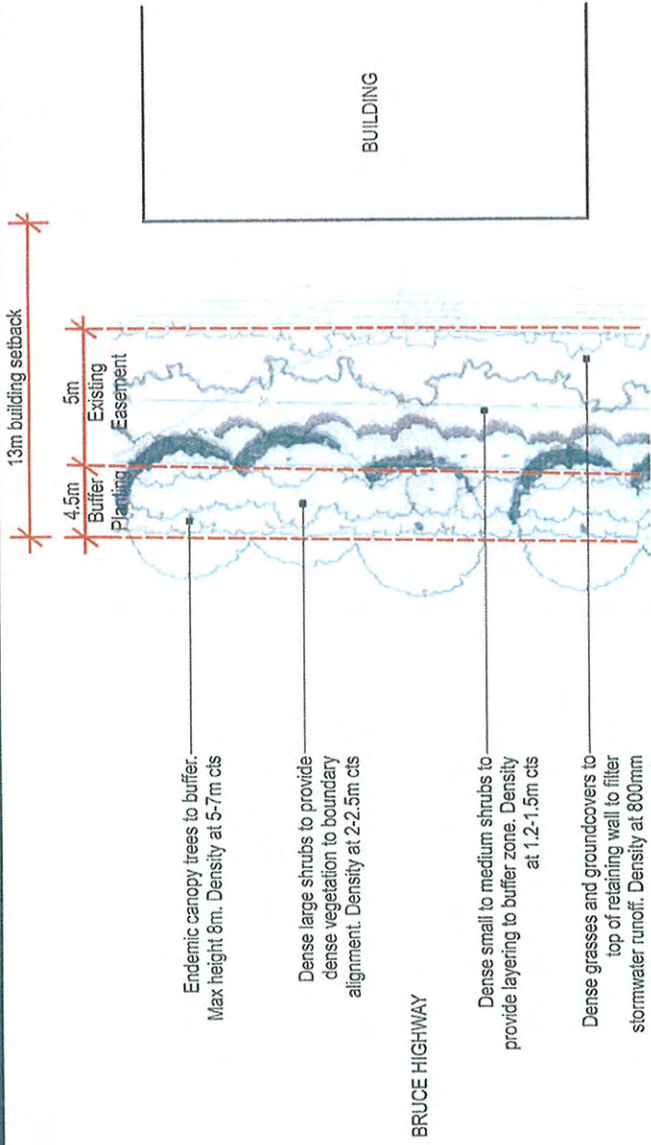 13m building setback
4.5m
Buffer
Planting
5m
Existing
Easement
BUILDING
Endemic canopy trees to buffer.
Max height 8m. Density at 5-7m cts
Dense large shrubs to provide
dense vegetation to boundary
alignment. Density at 2-2.5m cts
BRUCE HIGHWAY
Dense small to medium shrubs to
provide layering to buffer zone. Density
at 1.2-1.5m cts
Dense grasses and groundcovers to
top of retaining wall to filter
stormwater runoff. Density at 800mm